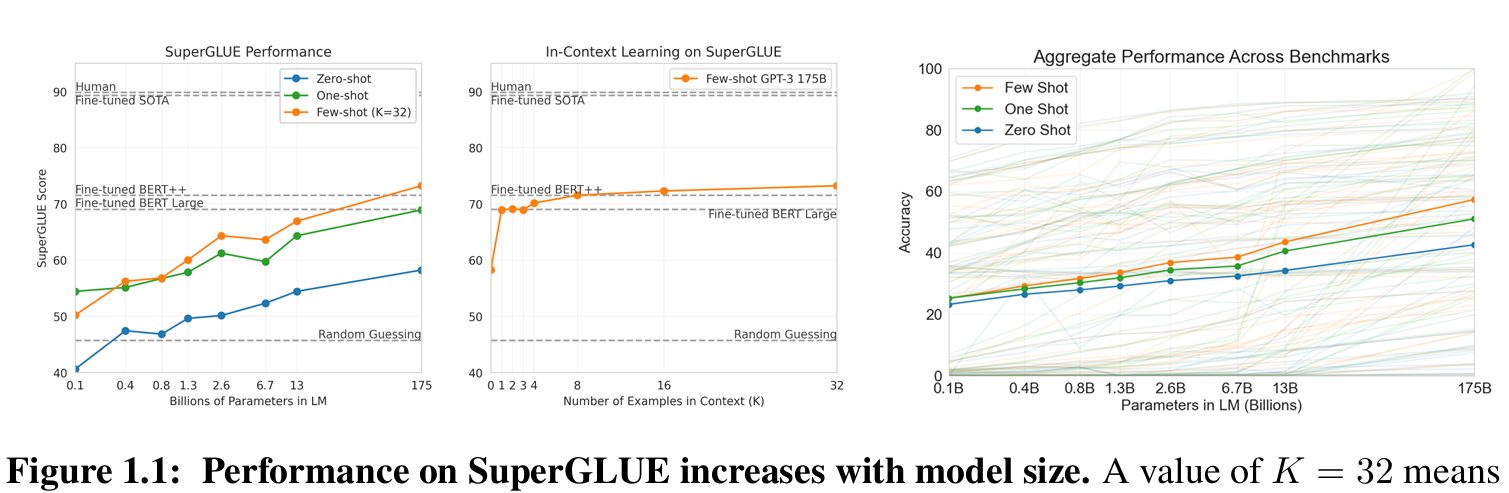 SuperGLUE Performance
Human
Fine-tuned SOTA
Fine-tuned BERT++
Fine-tuned BERT Large
Random Guessing
Zero-shot
One-shot
Few-shot (K=32)
SuperGLUE Score
90
80
70
60
50
40
0.1 0.4 0.8 1.3 2.6 6.7 13 175
Billions of Parameters in LM
In-Context Learning on SuperGLUE
Few-shot GPT-3 175B
Human
Fine-tuned SOTA
Fine-tuned BERT++
Fine-tuned BERT Large
Random Guessing
90
80
70
60
50
40
0 1 2 3 4 8 16 32
Number of Examples in Context (K)
Aggregate Performance Across Benchmarks
Few Shot
One Shot
Zero Shot
Accuracy
100
80
60
40
20
0
0.1B 0.4B 0.8B 1.3B 2.6B 6.7B 13B 175B
Parameters in LM (Billions)
Figure 1.1: Performance on SuperGLUE increases with model size. A value of K = 32 means